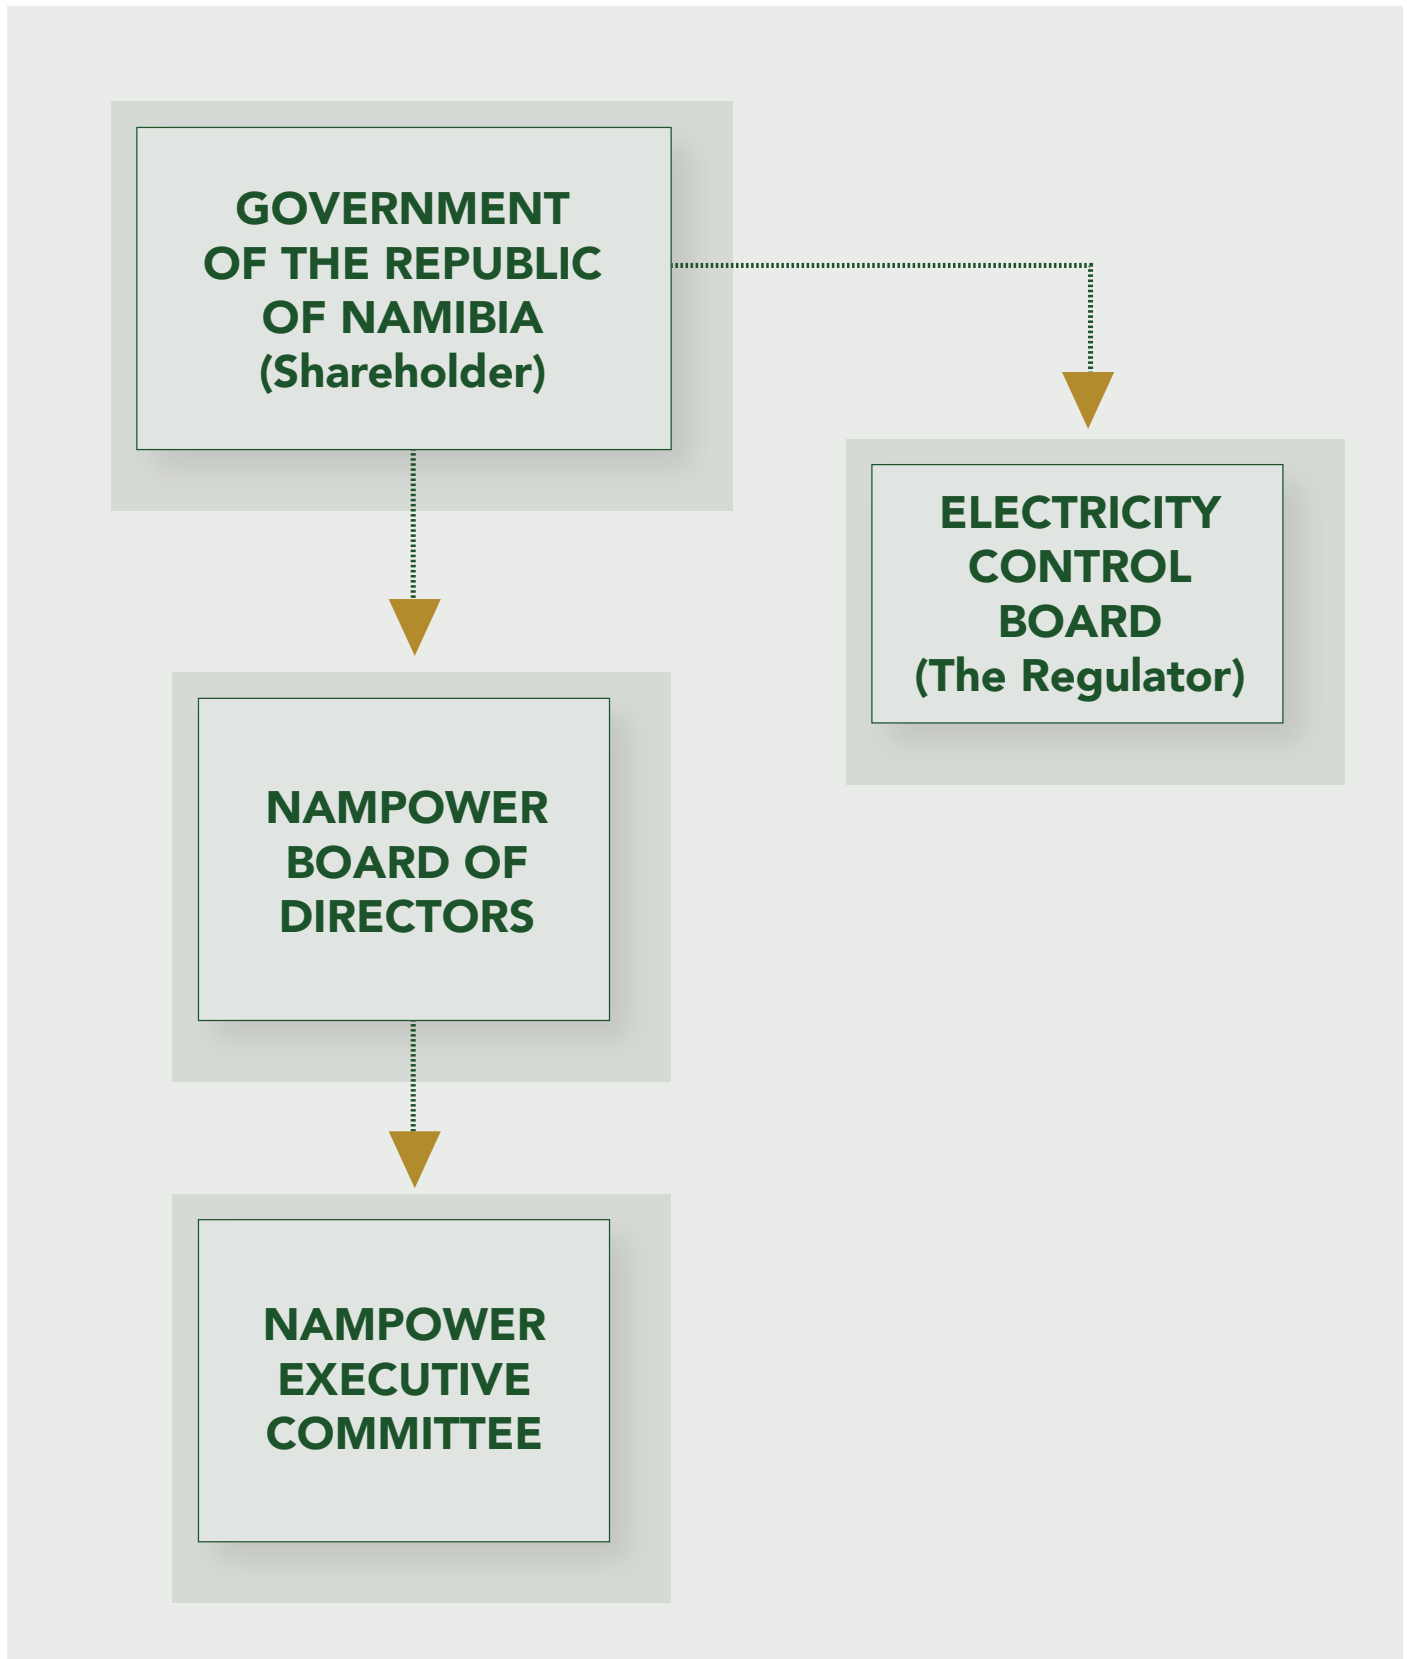 GOVERNMENT
OF THE REPUBLIC
OF NAMIBIA
(Shareholder)
ELECTRICITY
CONTROL
BOARD
(The Regulator)
NAMPOWER
BOARD OF
DIRECTORS
NAMPOWER
EXECUTIVE
COMMITTEE